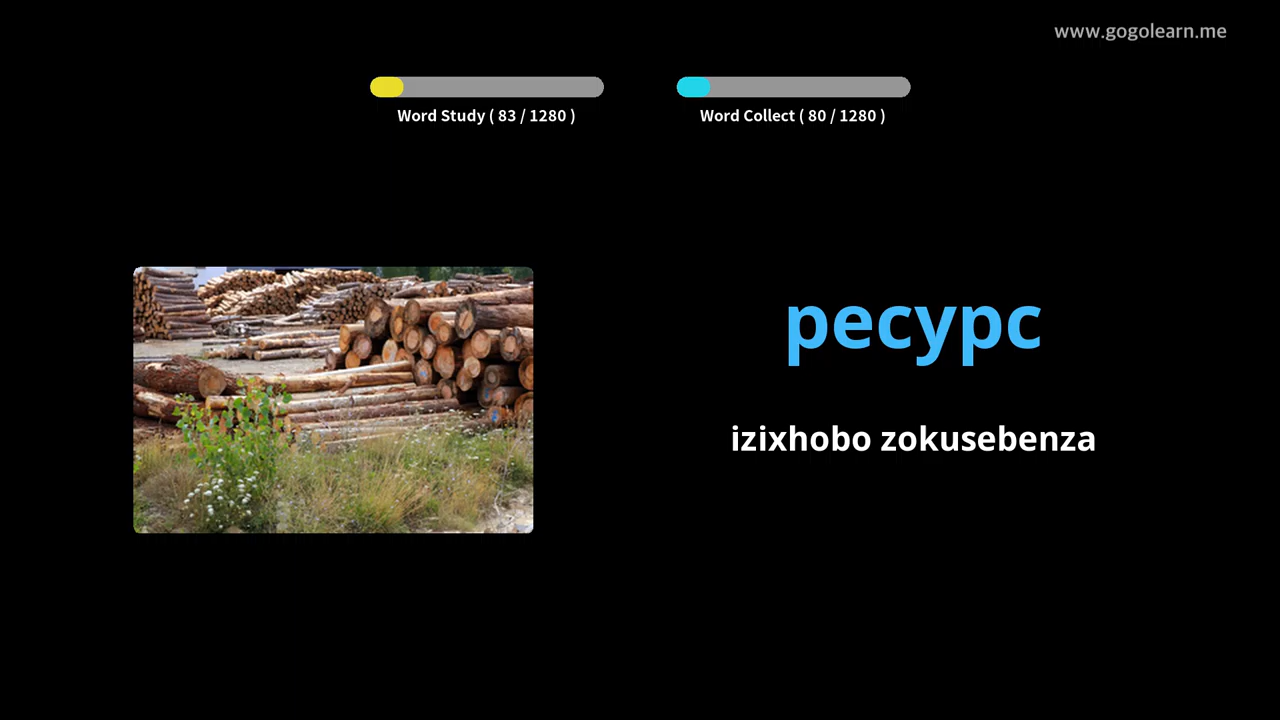 www.gogolearn.me
Word Study ( 83 / 1280 )
Word Collect ( 80 / 1280 )
ресурс
izixhobo zokusebenza